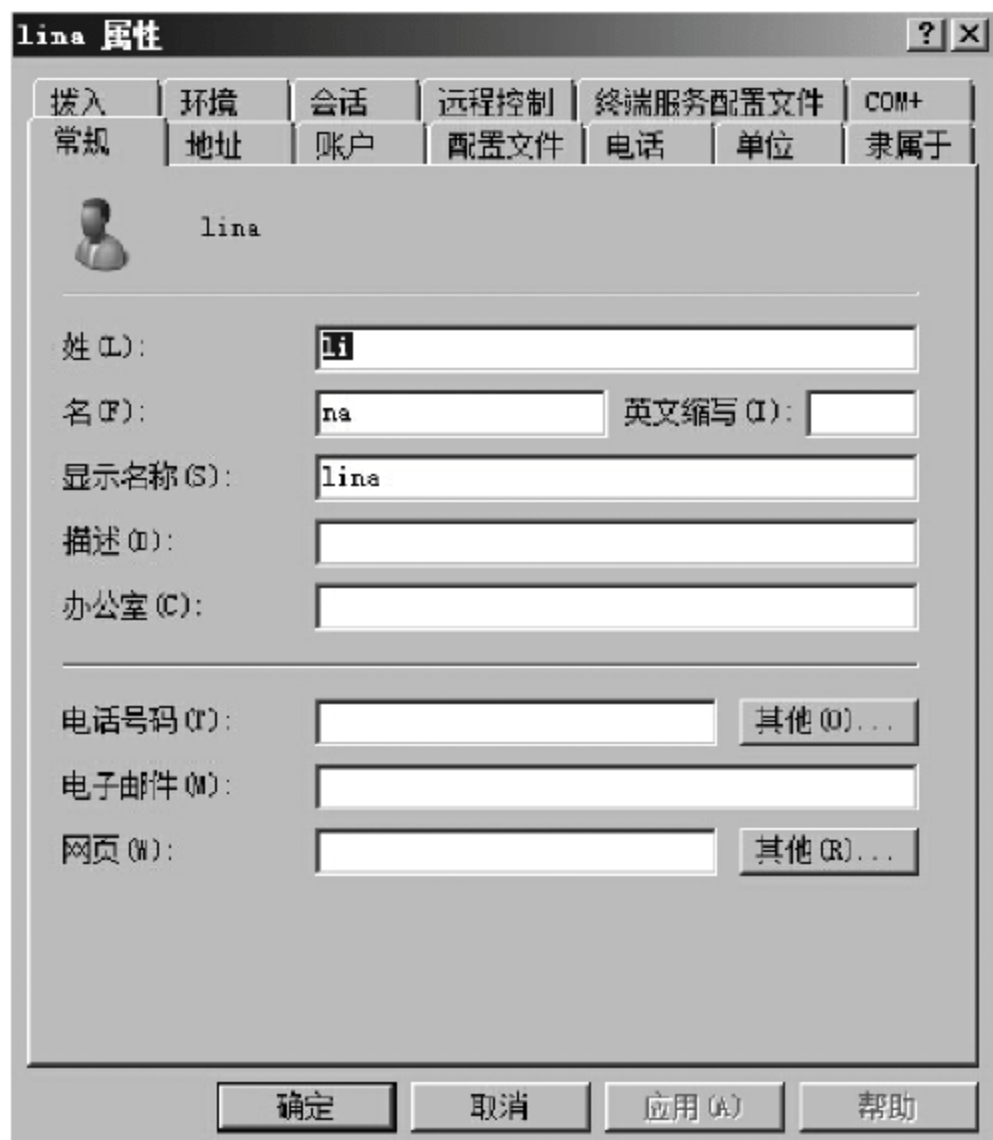 lina 属性
拨入 环境 会话 远程控制 终端服务配置文件 COM+
常规 地址 账户 配置文件 电话 单位 隶属于
lina
姓(L): li
名(F): na 英文缩写(I):
显示名称(S): lina
描述(D):
办公室(C):
电话号码(T): 其他(O)...
电子邮件(M):
网页(W): 其他(R)...
确定 取消 应用(A) 帮助